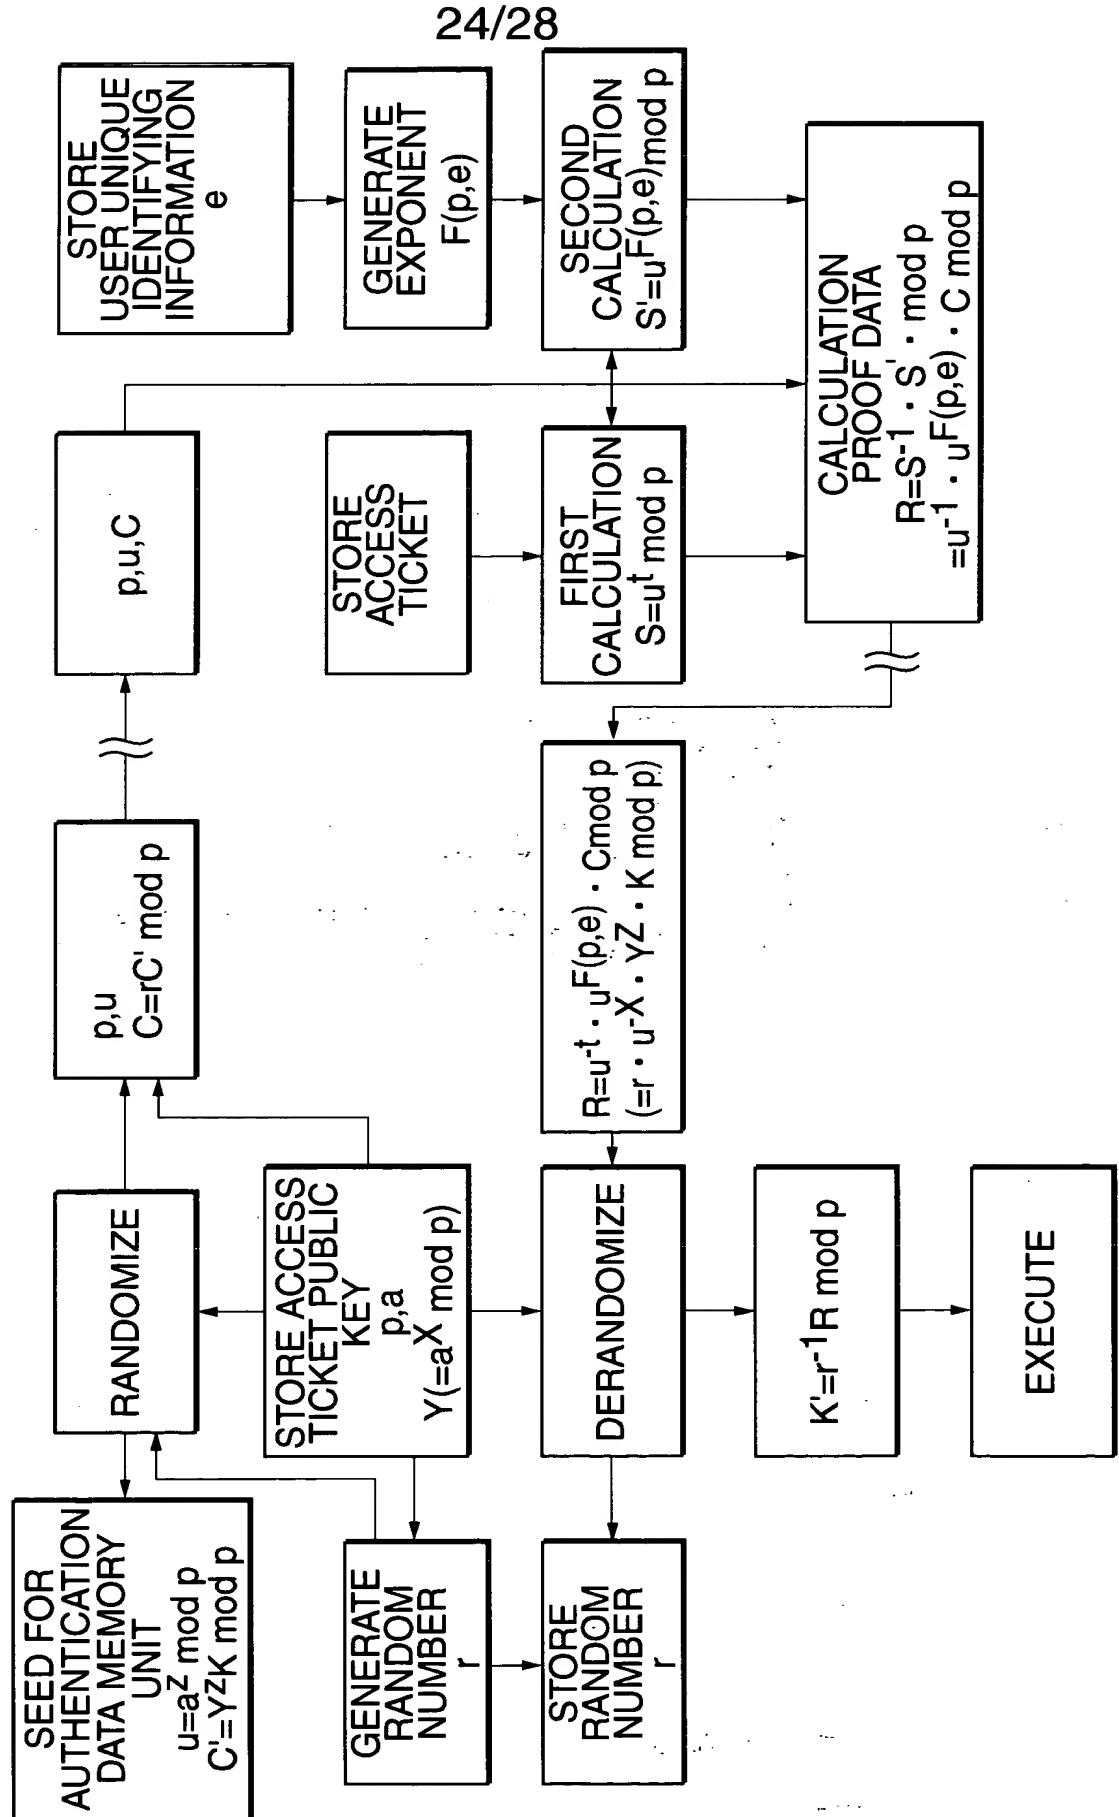 24/28
SEED FOR
AUTHENTICATION
DATA MEMORY
UNIT
u=a^z mod p
C'=Y^zK mod p
RANDOMIZE
p,u
C=rC' mod p
p,u,C
STORE
USER UNIQUE
IDENTIFYING
INFORMATION
e
GENERATE
RANDOM
NUMBER
r
STORE ACCESS
TICKET PUBLIC
KEY
p,a
Y(=a^X mod p)
STORE
ACCESS
TICKET
GENERATE
EXPONENT
F(p,e)
STORE
RANDOM
NUMBER
r
DERANDOMIZE
R=u^-t · u^F(p,e) · Cmod p
(=r · u^-X · Y^Z · K mod p)
FIRST
CALCULATION
S=u^t mod p
SECOND
CALCULATION
S'=u^F(p,e) mod p
K'=r^-1R mod p
CALCULATION
PROOF DATA
R=S^-1 · S' · mod p
=u^-1 · u^F(p,e) · C mod p
EXECUTE